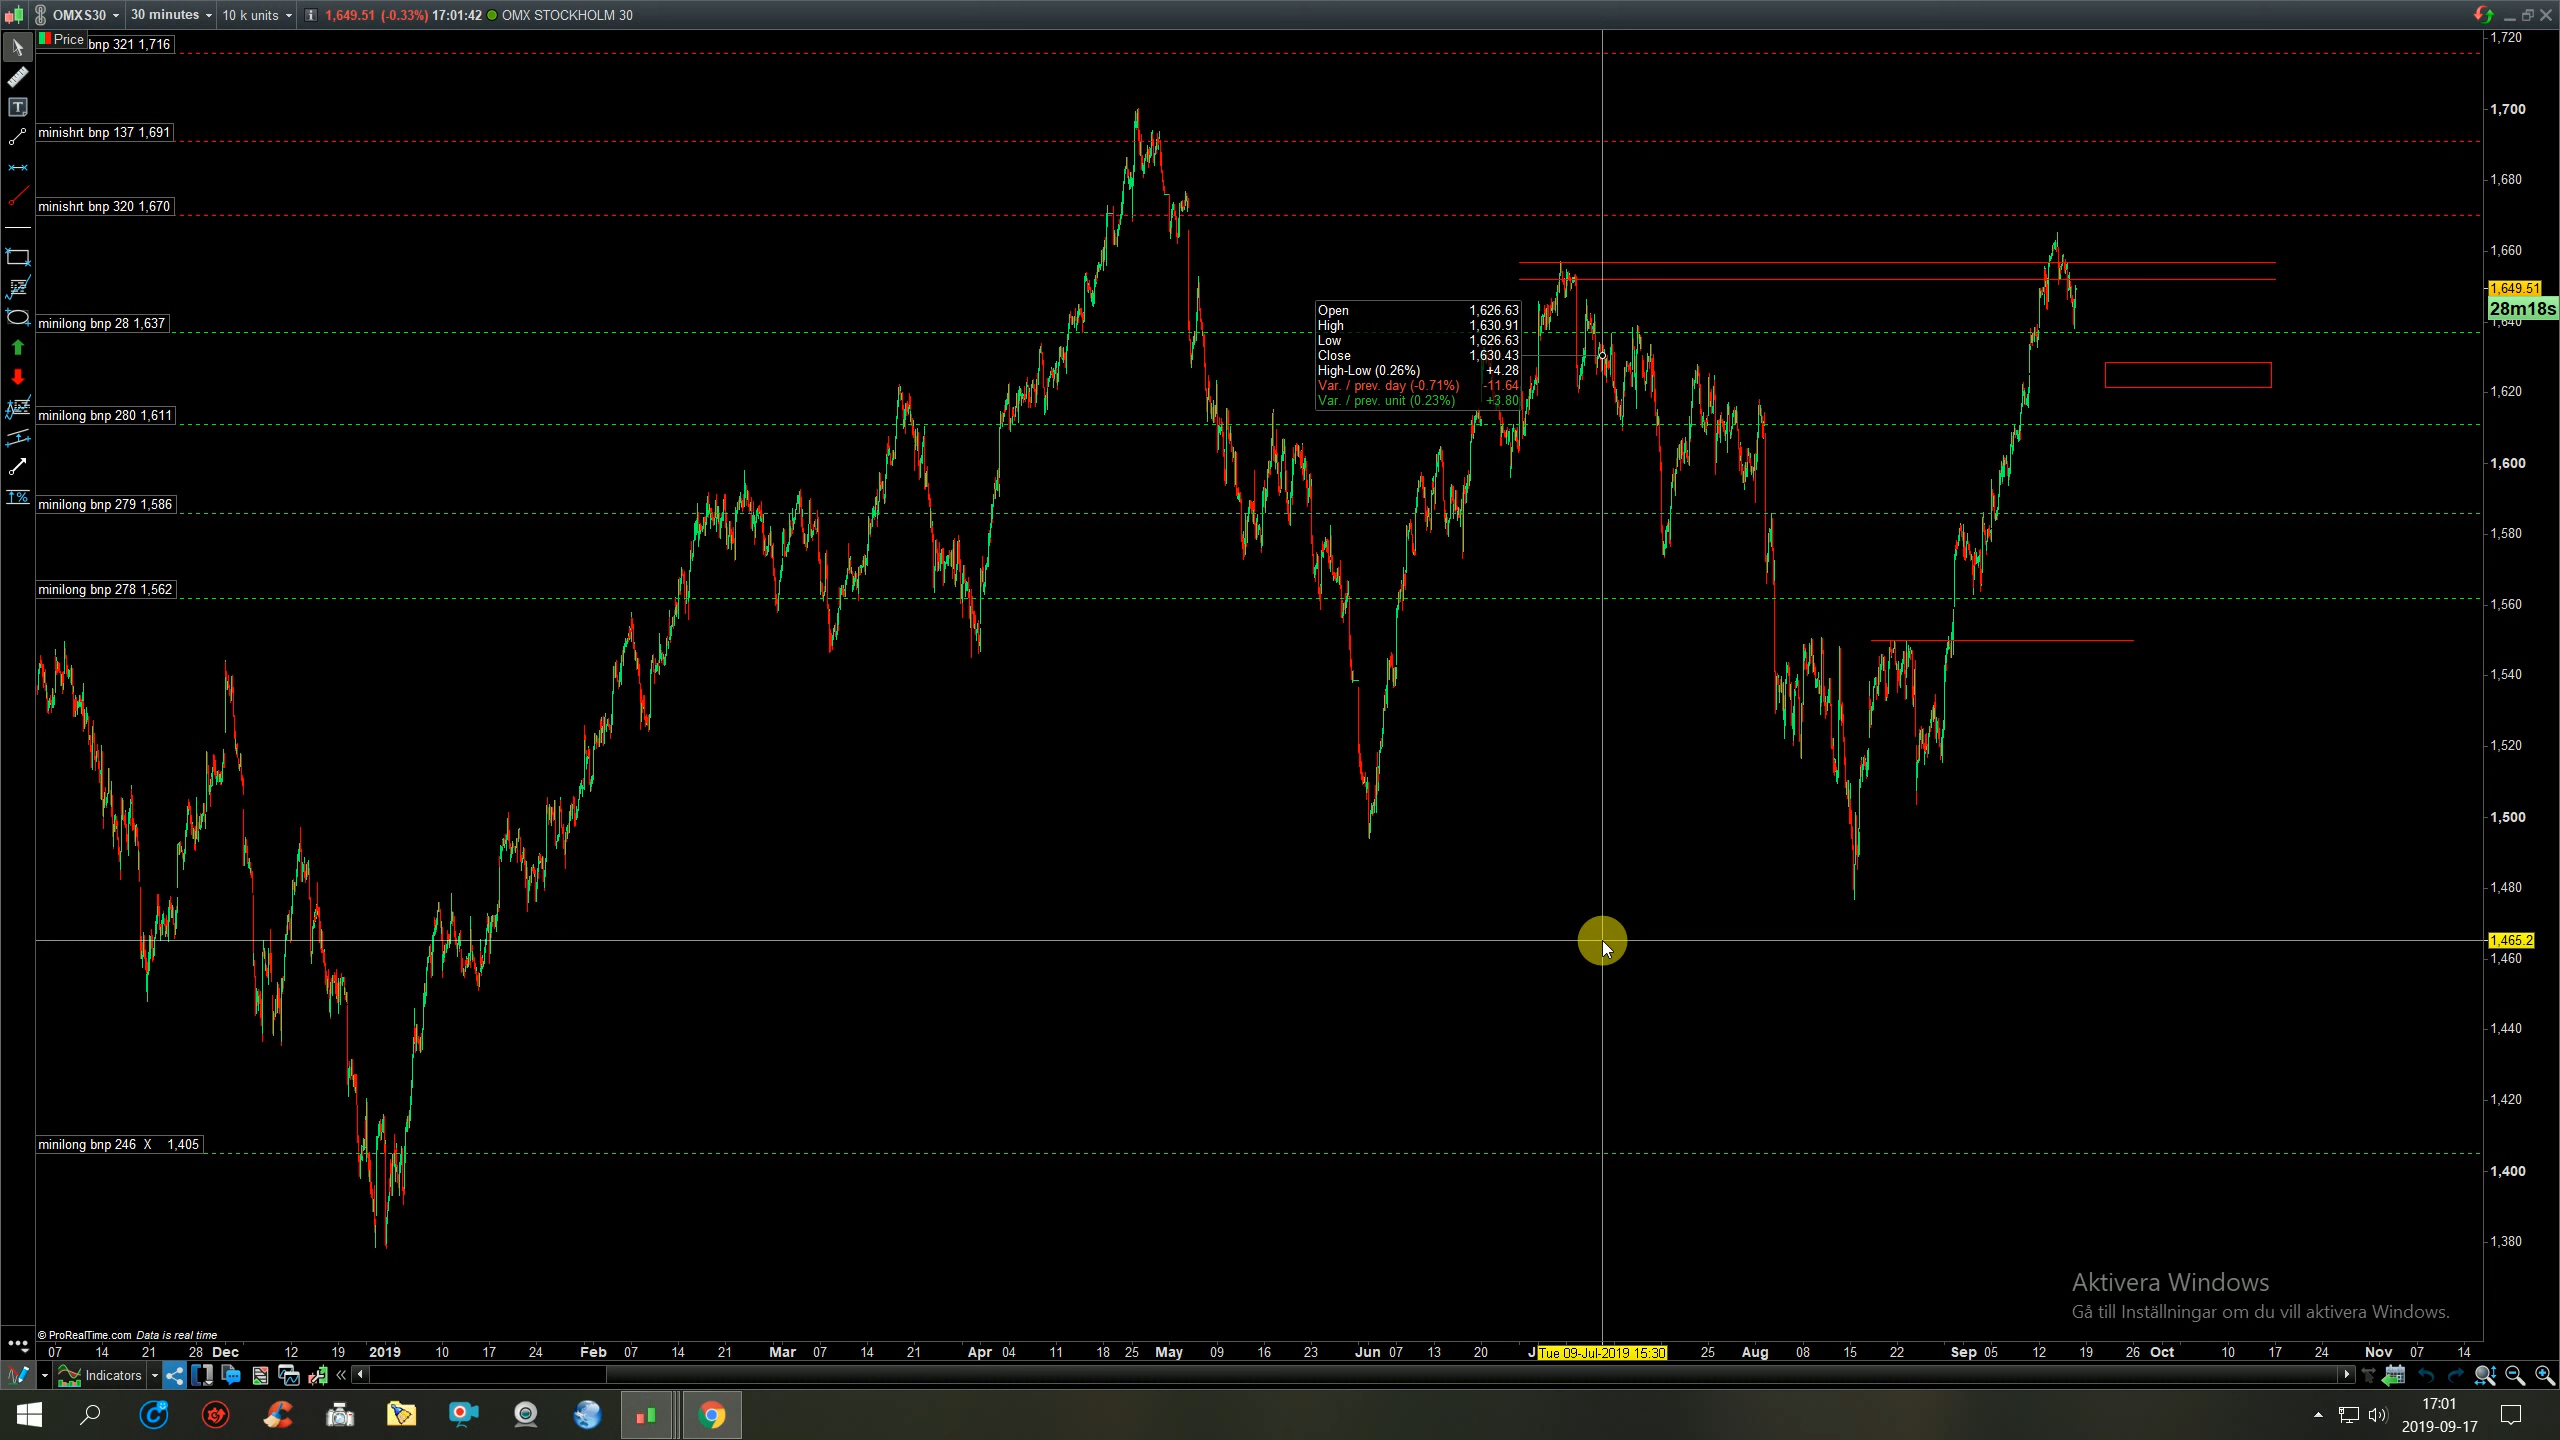 OMXS30 30 minutes 10 k units 1,649.51 (-0.33%) 17:01:42 OMX STOCKHOLM 30
Price
bnp 321 1,716
minishrt bnp 137 1,691
minishrt bnp 320 1,670
minilong bnp 28 1,637
minilong bnp 280 1,611
minilong bnp 279 1,586
minilong bnp 278 1,562
minilong bnp 246 X 1,405
Open 1,626.63
High 1,630.91
Low 1,626.63
Close 1,630.43
High-Low (0.26%) +4.28
Var. / prev. day (-0.71%) -11.64
Var. / prev. unit (0.23%) +3.80
1,720
1,700
1,680
1,660
1,649.51
28m18s
1,640
1,620
1,600
1,580
1,560
1,540
1,520
1,500
1,480
1,465.2
1,460
1,440
1,420
1,400
1,380
Aktivera Windows
Gå till Inställningar om du vill aktivera Windows.
© ProRealTime.com Data is real time
07 14 21 28 Dec 12 19 2019 10 17 24 Feb 07 14 21 Mar 07 14 21 Apr 04 11 18 25 May 09 16 23 Jun 07 13 20 J Tue 09-Jul-2019 15:30 25 Aug 08 15 22 Sep 05 12 19 26 Oct 10 17 24 Nov 07 14
Indicators
17:01
2019-09-17